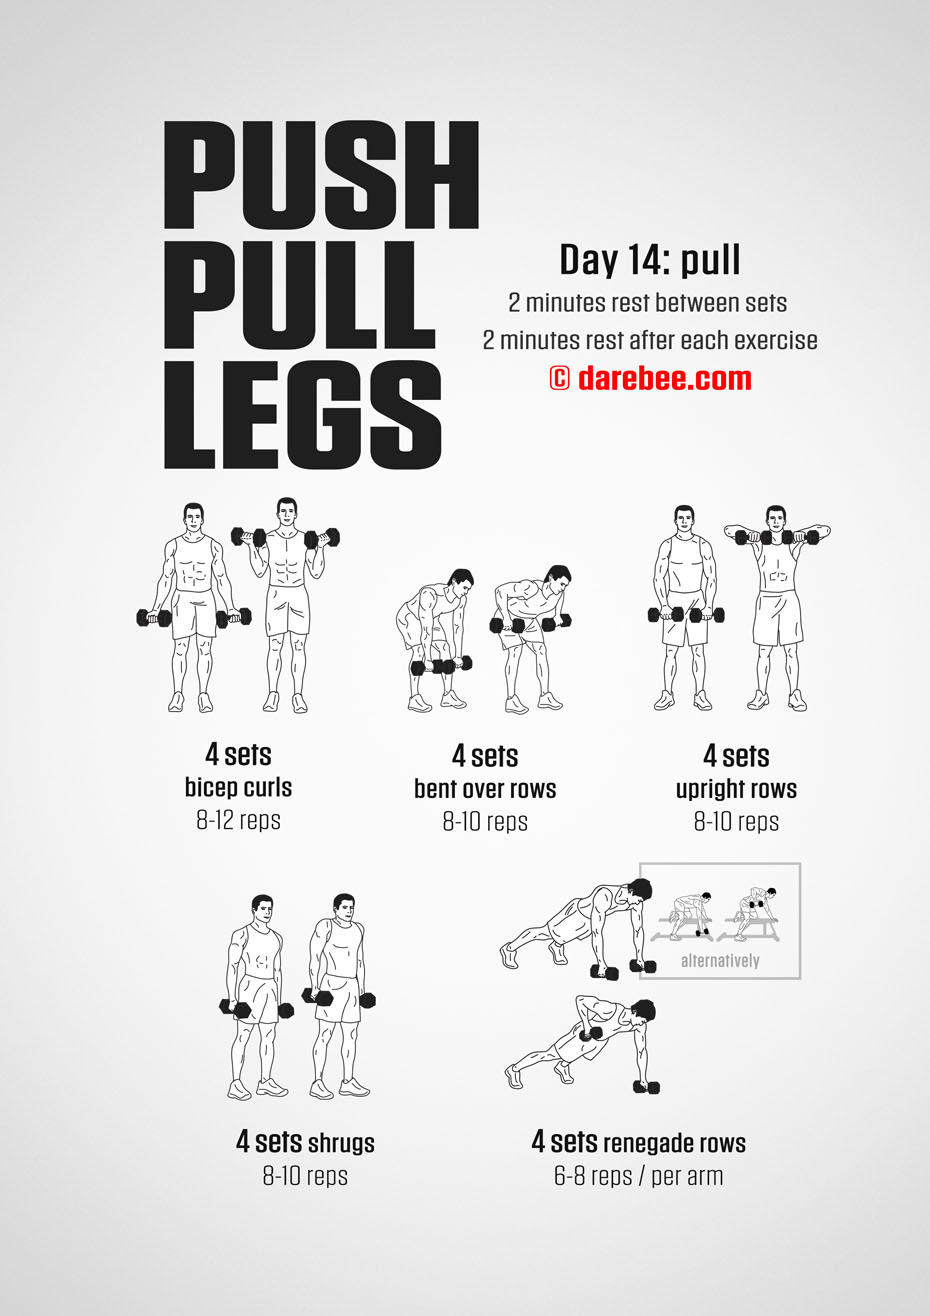 PUSH
PULL
LEGS
Day 14: pull
2 minutes rest between sets
2 minutes rest after each exercise
© darebee.com
4 sets
bicep curls
8-12 reps
4 sets
bent over rows
8-10 reps
4 sets
upright rows
8-10 reps
alternatively
4 sets shrugs
8-10 reps
4 sets renegade rows
6-8 reps / per arm